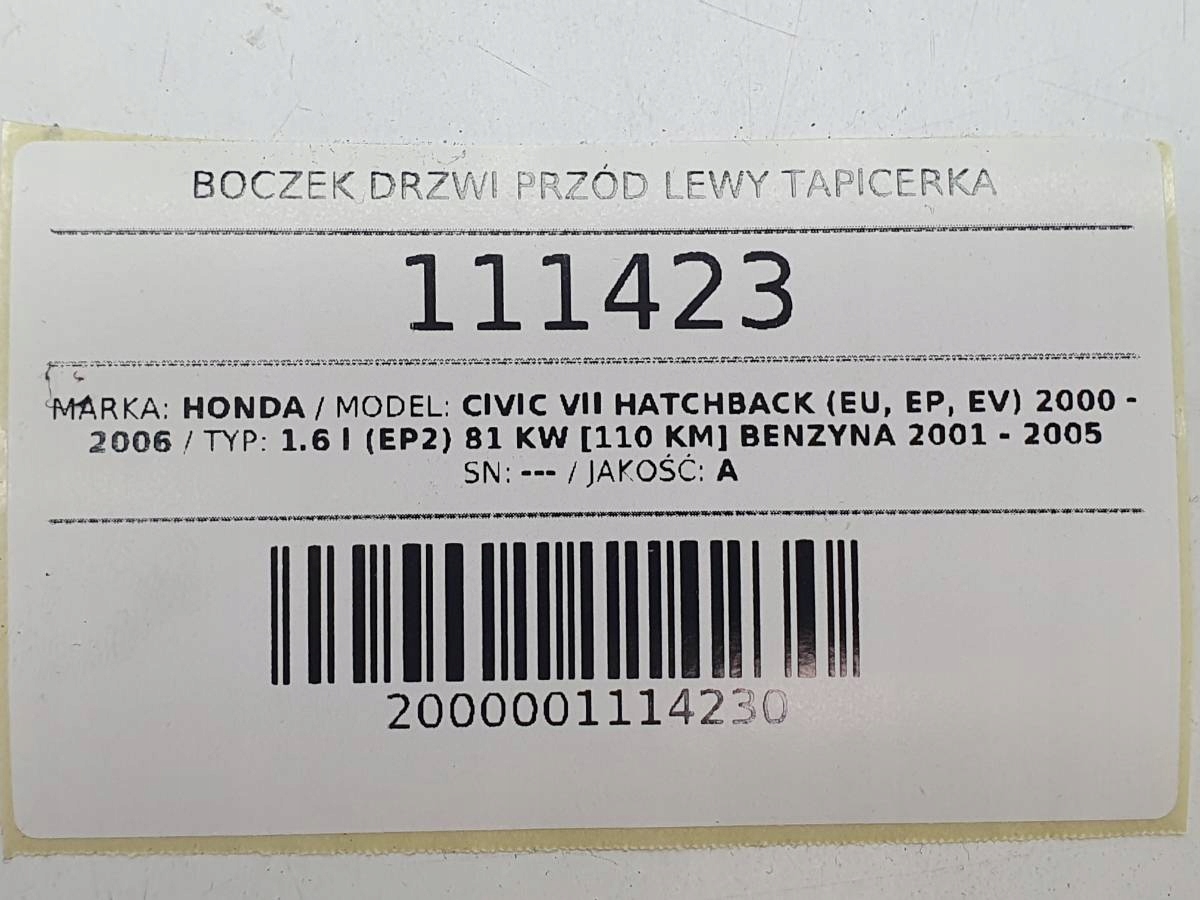 BOCZEK DRZWI PRZÓD LEWY TAPICERKA
111423
MARKA: HONDA / MODEL: CIVIC VII HATCHBACK (EU, EP, EV) 2000 -
2006 / TYP: 1.6 I (EP2) 81 KW [110 KM] BENZYNA 2001 - 2005
SN: --- / JAKOŚĆ: A
2000001114230